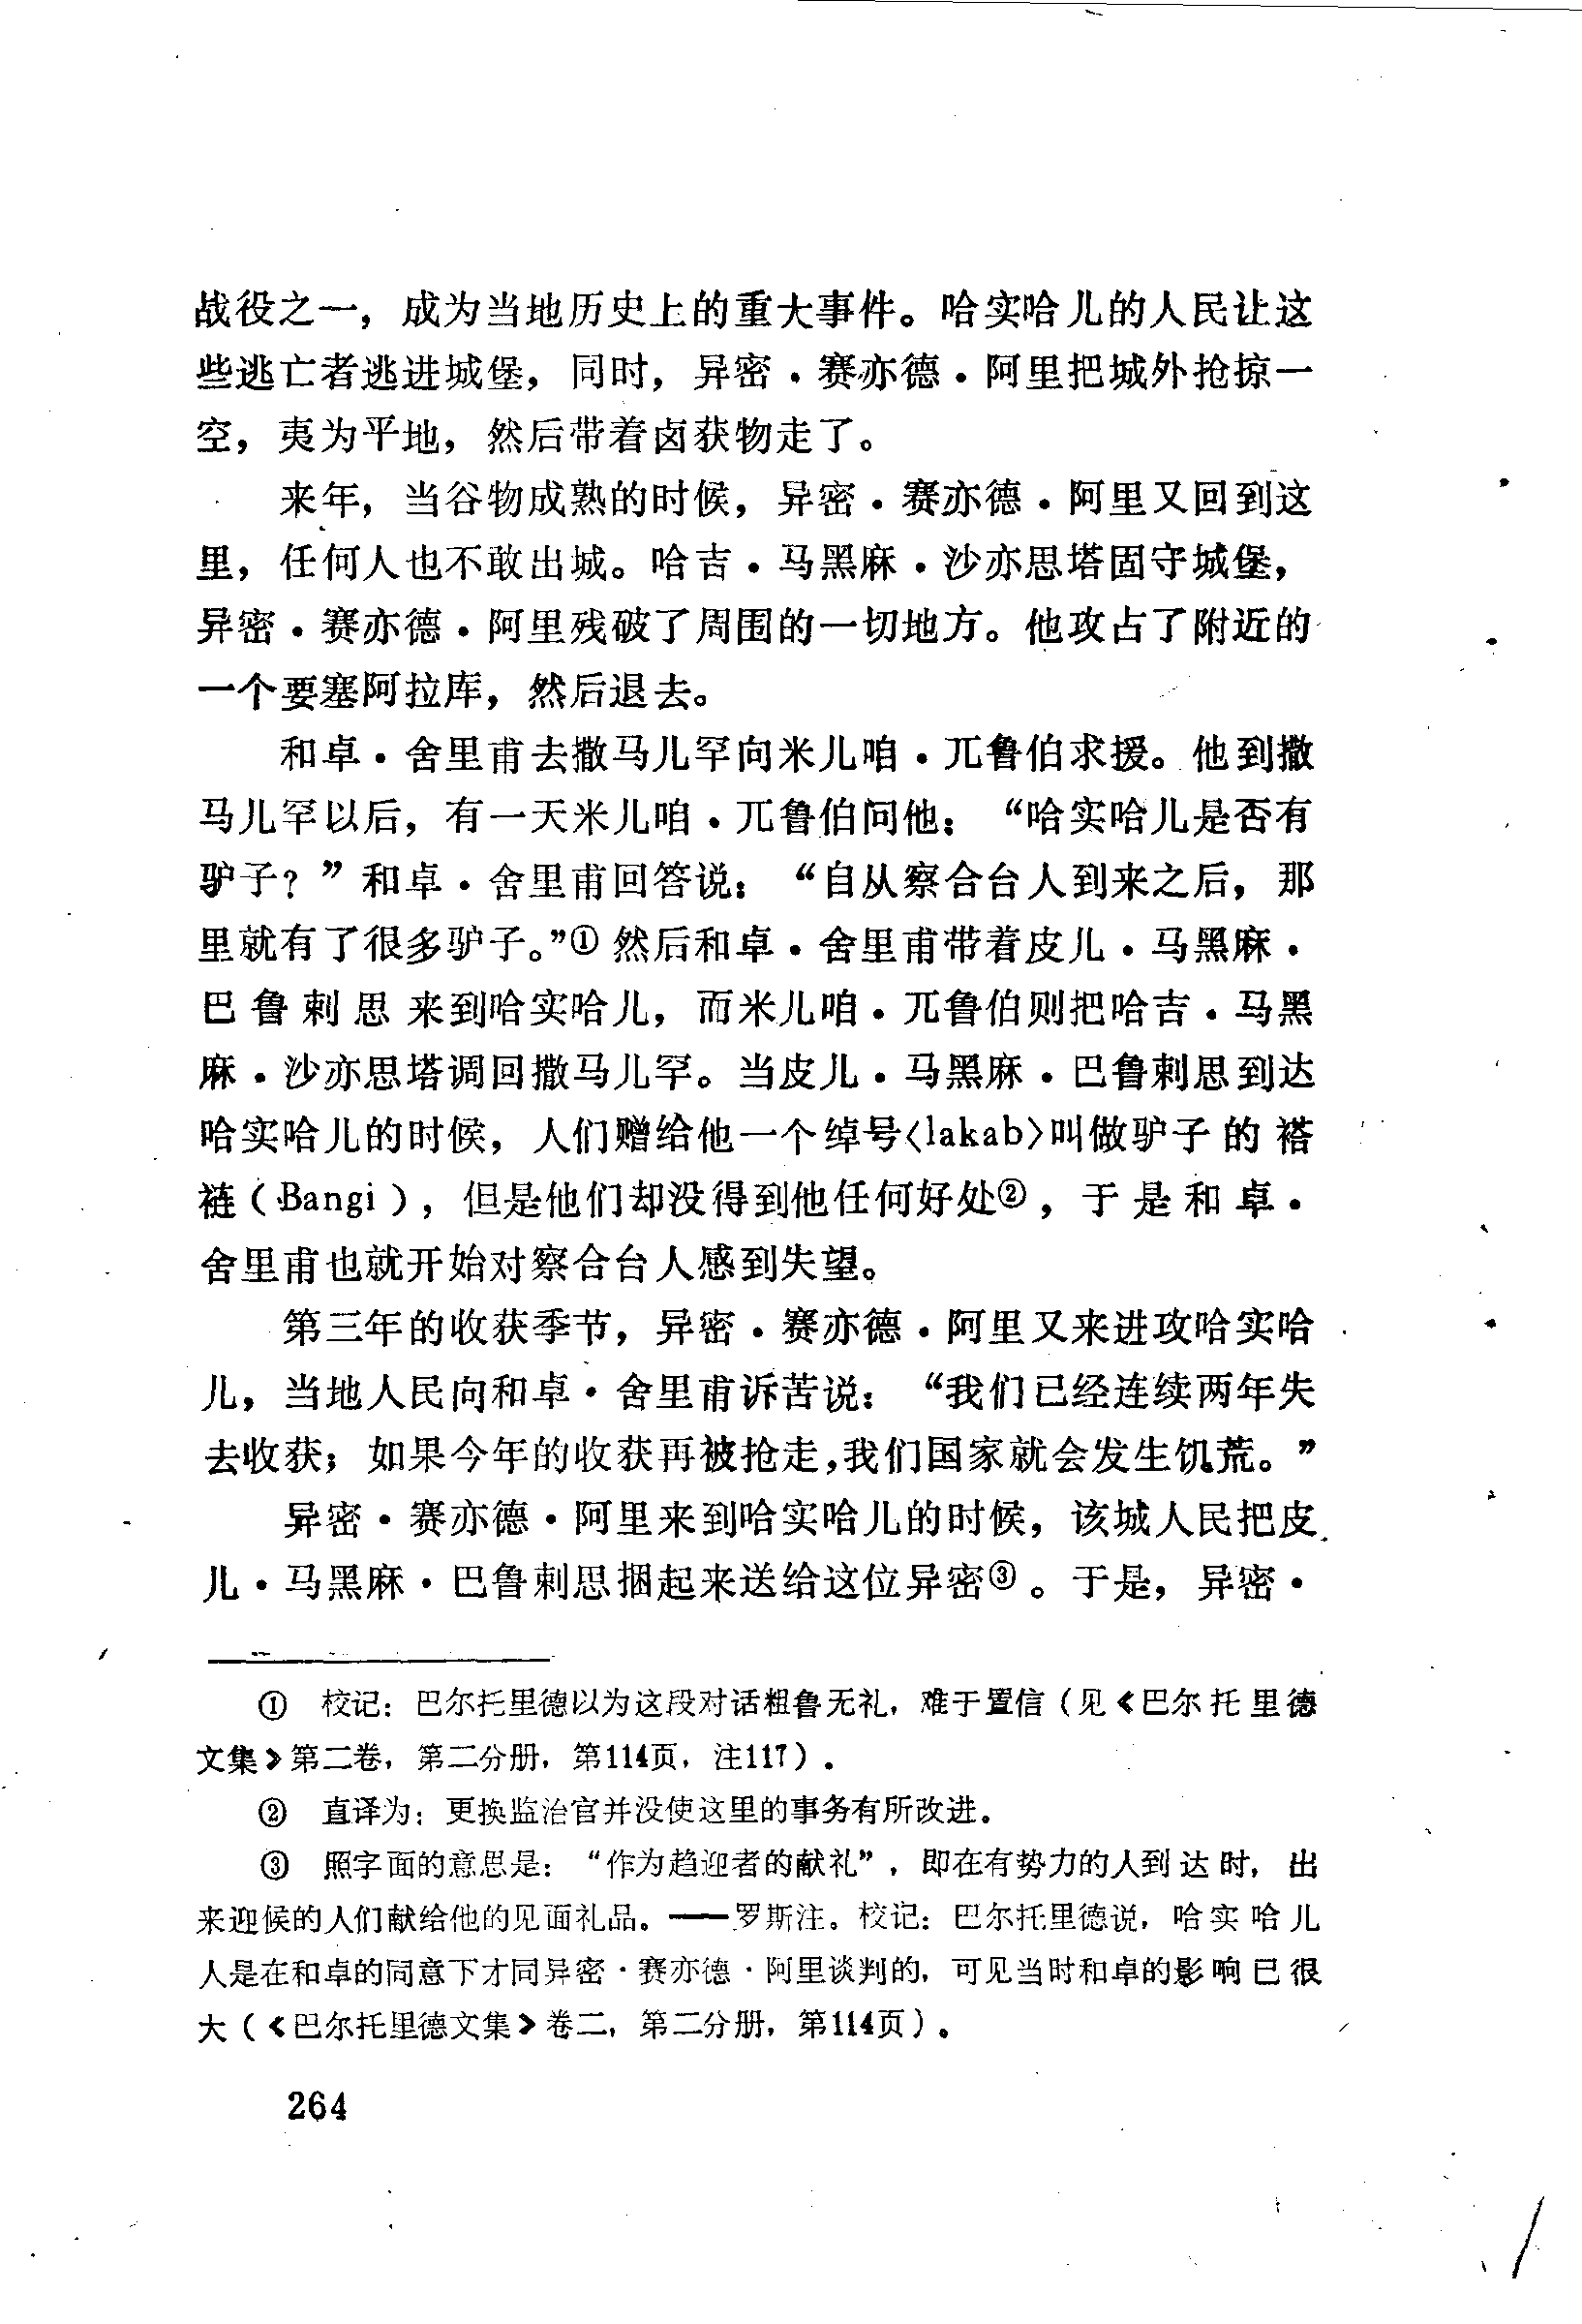 战役之一，成为当地历史上的重大事件。哈实哈儿的人民让这
些逃亡者逃进城堡，同时，异密·赛亦德·阿里把城外抢掠一
空，夷为平地，然后带着卤获物走了。
来年，当谷物成熟的时候，异密·赛亦德·阿里又回到这
里，任何人也不敢出城。哈吉·马黑麻·沙亦思塔固守城堡，
异密·赛亦德·阿里残破了周围的一切地方。他攻占了附近的
一个要塞阿拉库，然后退去。
和卓·舍里甫去撒马儿罕向米儿咱·兀鲁伯求援。他到撒
马儿罕以后，有一天米儿咱·兀鲁伯问他：“哈实哈儿是否有
驴子？”和卓·舍里甫回答说：“自从察合台人到来之后，那
里就有了很多驴子。”①然后和卓·舍里甫带着皮儿·马黑麻·
巴鲁剌思来到哈实哈儿，而米儿咱·兀鲁伯则把哈吉·马黑
麻·沙亦思塔调回撒马儿罕。当皮儿·马黑麻·巴鲁剌思到达
哈实哈儿的时候，人们赠给他一个绰号〈lakab〉叫做驴子的褡
裢（Bangi），但是他们却没得到他任何好处②，于是和卓·
舍里甫也就开始对察合台人感到失望。
第三年的收获季节，异密·赛亦德·阿里又来进攻哈实哈
儿，当地人民向和卓·舍里甫诉苦说：“我们已经连续两年失
去收获；如果今年的收获再被抢走，我们国家就会发生饥荒。”
异密·赛亦德·阿里来到哈实哈儿的时候，该城人民把皮
儿·马黑麻·巴鲁剌思捆起来送给这位异密③。于是，异密·
① 校记：巴尔托里德以为这段对话粗鲁无礼，难于置信（见《巴尔托里德
文集》第二卷，第二分册，第114页，注117）．
② 直译为：更换监治官并没使这里的事务有所改进．
③ 照字面的意思是：“作为趋迎者的献礼”，即在有势力的人到达时，出
来迎候的人们献给他的见面礼品。——罗斯注。校记：巴尔托里德说，哈实哈儿
人是在和卓的同意下才同异密·赛亦德·阿里谈判的，可见当时和卓的影响已很
大（《巴尔托里德文集》卷二，第二分册，第114页）．
264